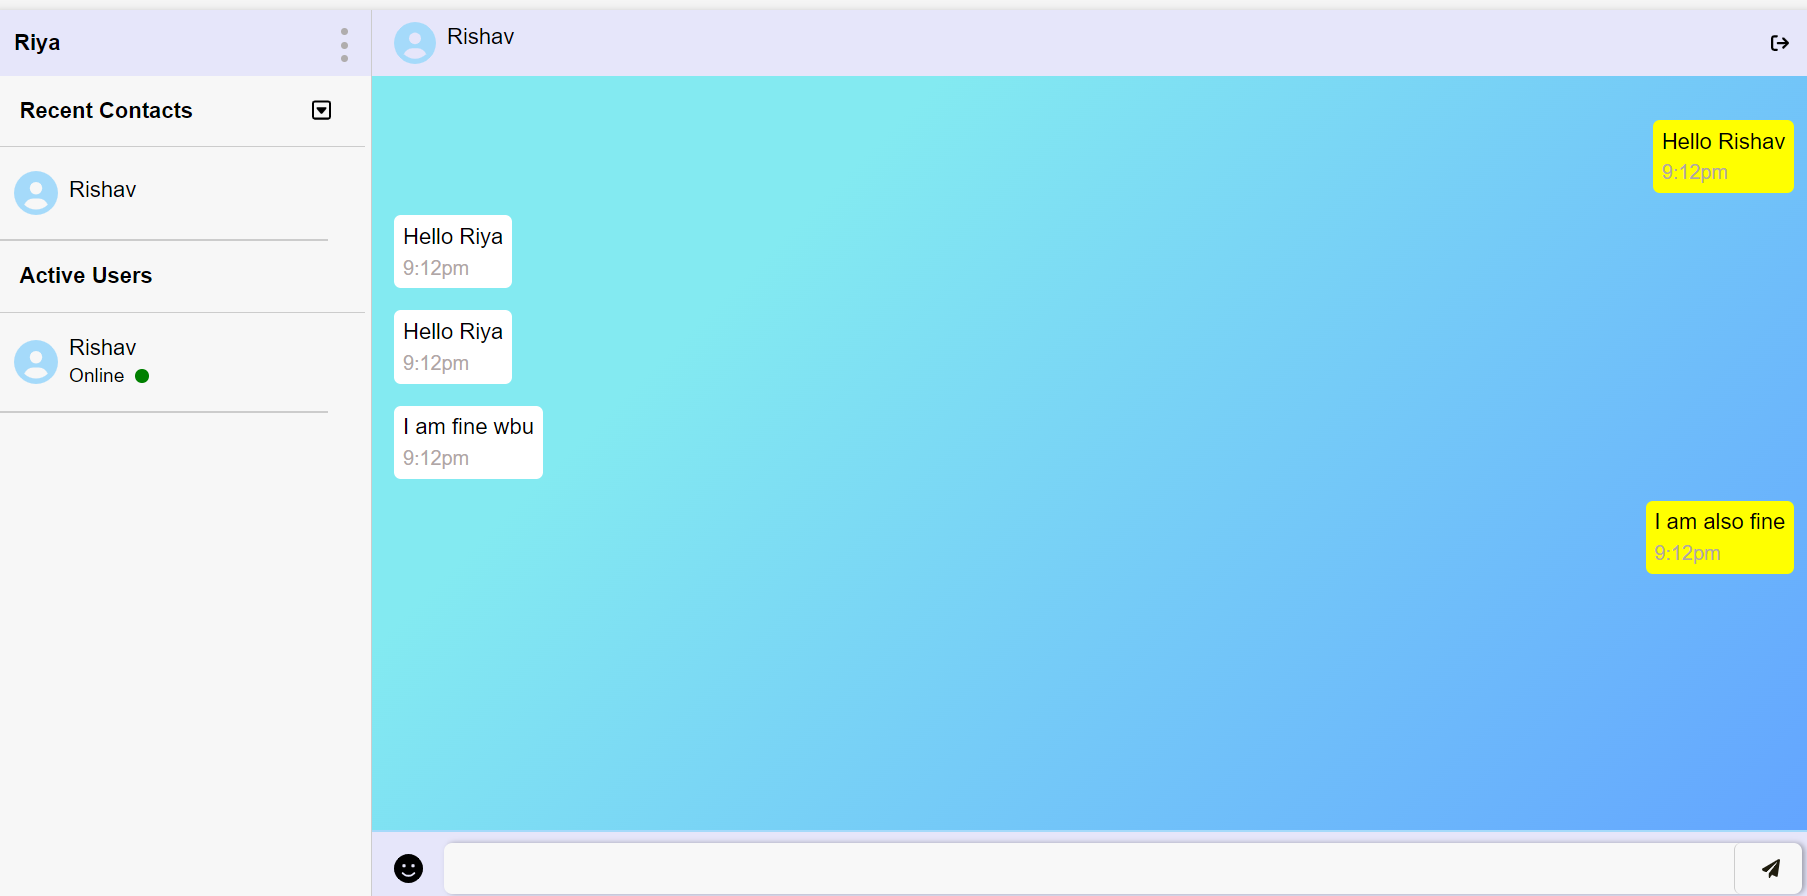 Riya
Recent Contacts
Rishav
Active Users
Rishav
Online
Rishav
Hello Rishav
9:12pm
Hello Riya
9:12pm
Hello Riya
9:12pm
I am fine wbu
9:12pm
I am also fine
9:12pm